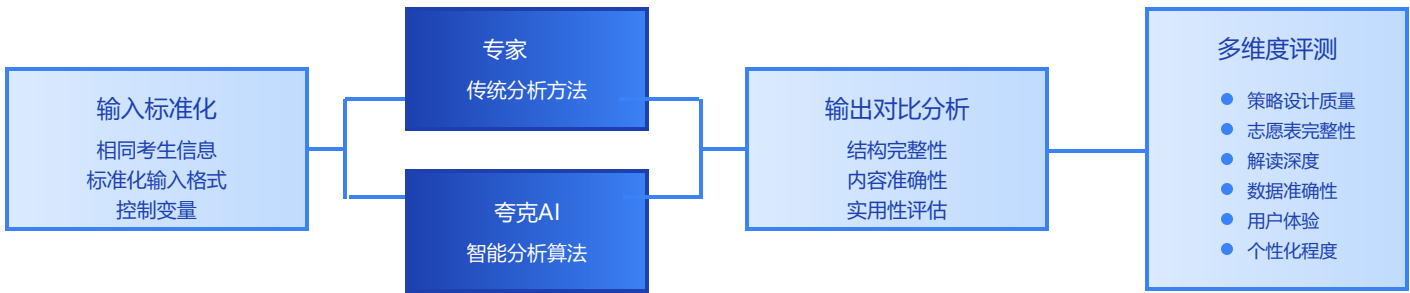 输入标准化
相同考生信息
标准化输入格式
控制变量
专家
传统分析方法
夸克AI
智能分析算法
输出对比分析
结构完整性
内容准确性
实用性评估
多维度评测
策略设计质量
志愿表完整性
解读深度
数据准确性
用户体验
个性化程度